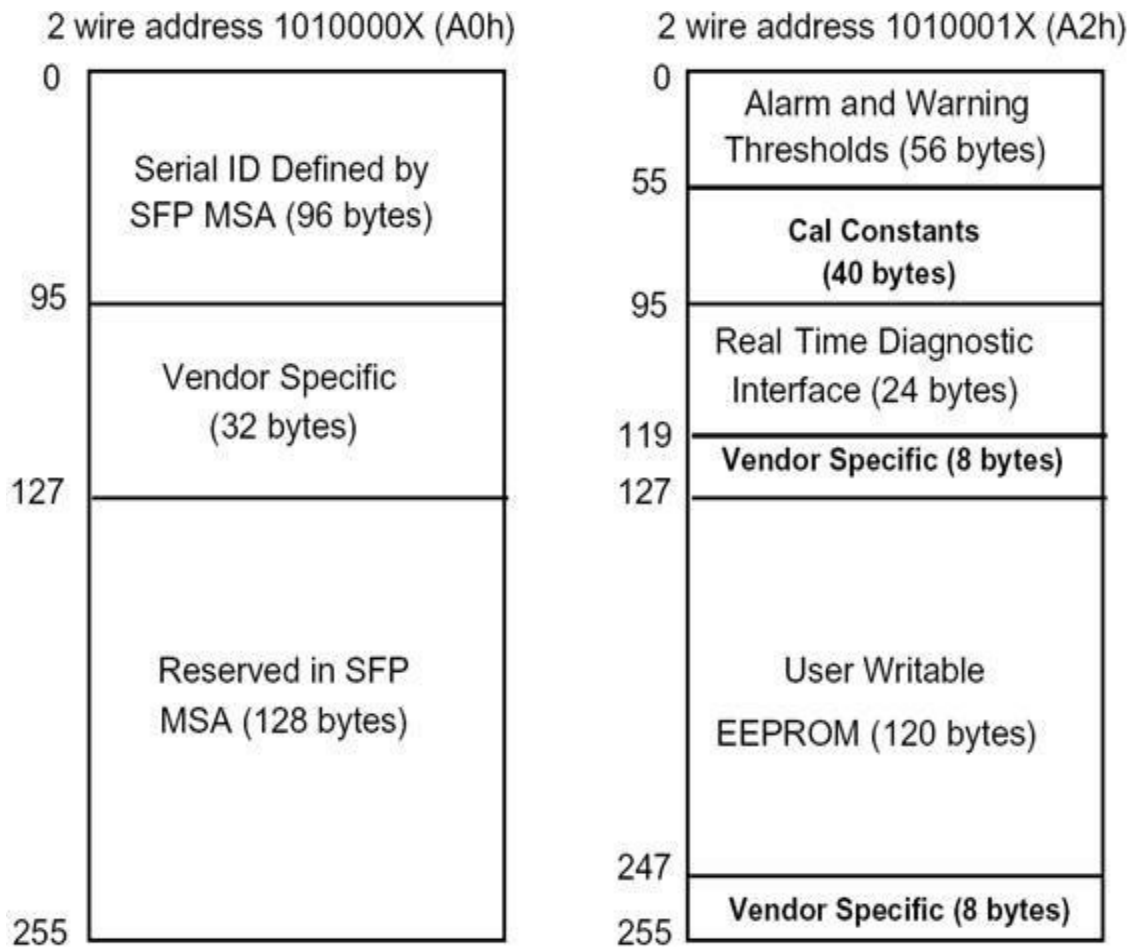 2 wire address 1010000X (A0h)
0
Serial ID Defined by
SFP MSA (96 bytes)
95
Vendor Specific
(32 bytes)
127
Reserved in SFP
MSA (128 bytes)
255
2 wire address 1010001X (A2h)
0
Alarm and Warning
Thresholds (56 bytes)
55
Cal Constants
(40 bytes)
95
Real Time Diagnostic
Interface (24 bytes)
119
Vendor Specific (8 bytes)
127
User Writable
EEPROM (120 bytes)
247
Vendor Specific (8 bytes)
255